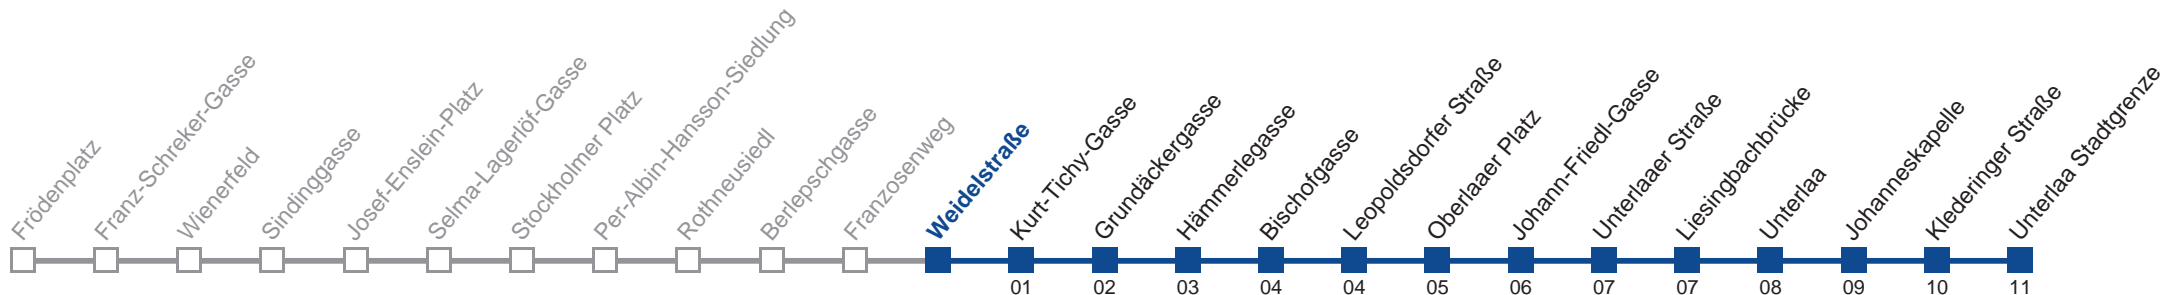 Frödenplatz
Franz-Schreker-Gasse
Wienerfeld
Sindinggasse
Josef-Enslein-Platz
Selma-Lagerlöf-Gasse
Stockholmer Platz
Per-Albin-Hansson-Siedlung
Rothneusiedl
Berlepschgasse
Franzosenweg
Weidelstraße
Kurt-Tichy-Gasse
Grundäckergasse
Hämmerlegasse
Bischofgasse
Leopoldsdorfer Straße
Oberlaaer Platz
Johann-Friedl-Gasse
Unterlaaer Straße
Liesingbachbrücke
Unterlaa
Johanneskapelle
Klederinger Straße
Unterlaa Stadtgrenze
01 02 03 04 04 05 06 07 07 08 09 10 11